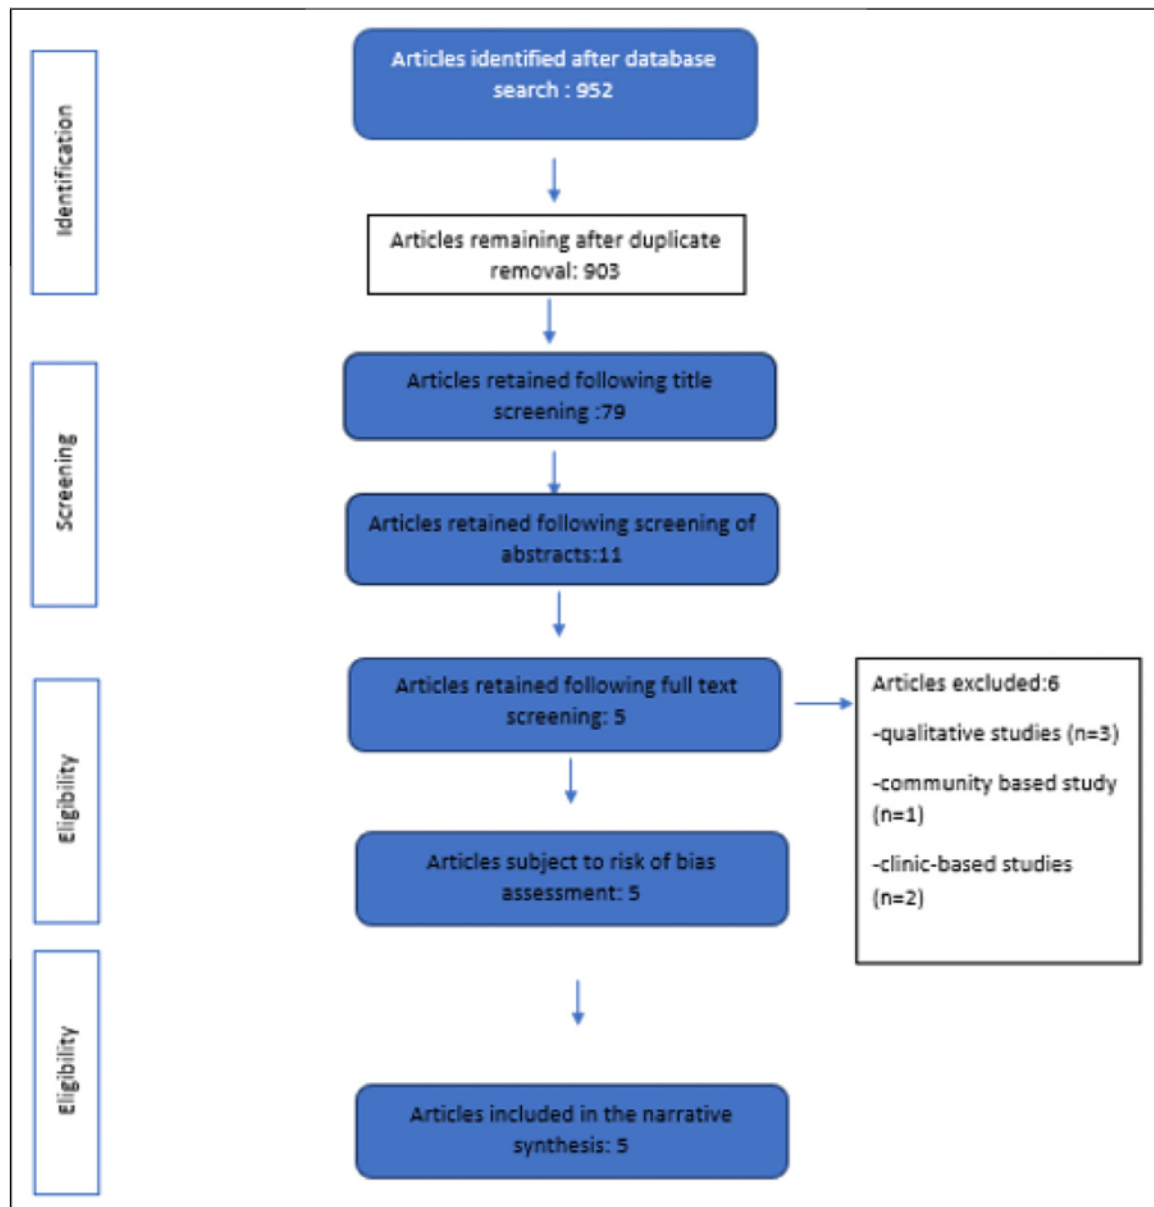 Identification
Articles identified after database
search : 952
Articles remaining after duplicate
removal: 903
Screening
Articles retained following title
screening :79
Articles retained following screening of
abstracts:11
Eligibility
Articles retained following full text
screening: 5
Articles excluded:6
-qualitative studies (n=3)
-community based study
(n=1)
-clinic-based studies
(n=2)
Articles subject to risk of bias
assessment: 5
Eligibility
Articles included in the narrative
synthesis: 5